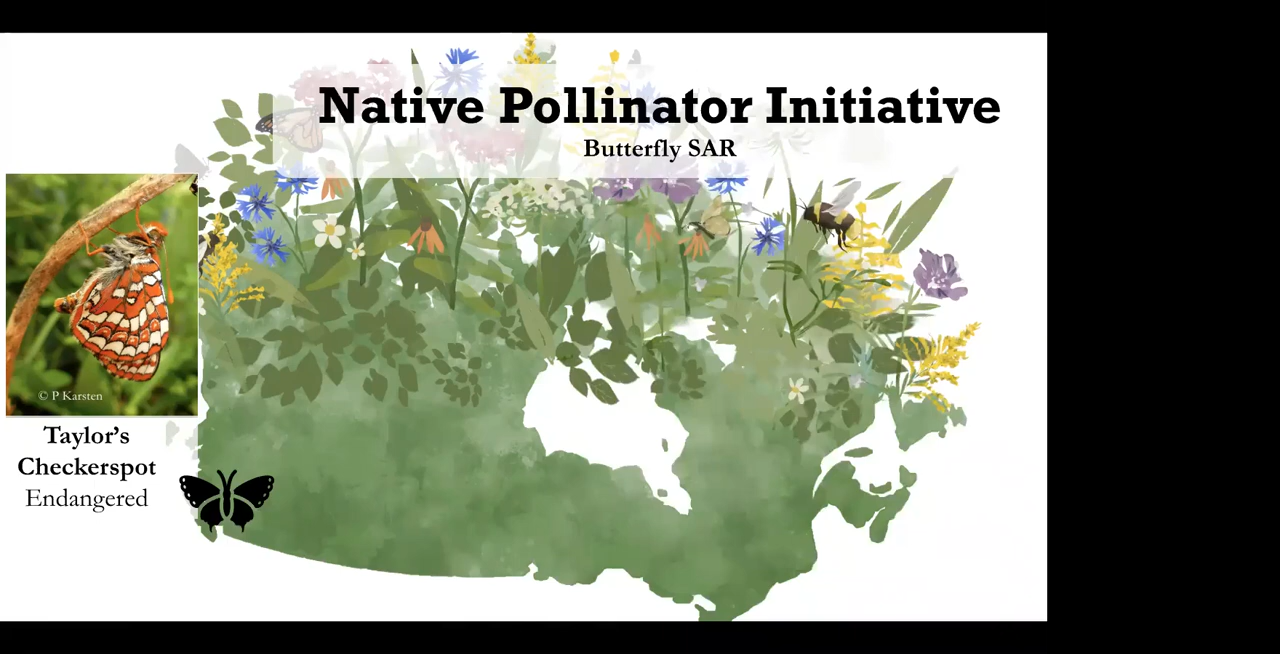 Native Pollinator Initiative
Butterfly SAR
© P Karsten
Taylor’s
Checkerspot
Endangered